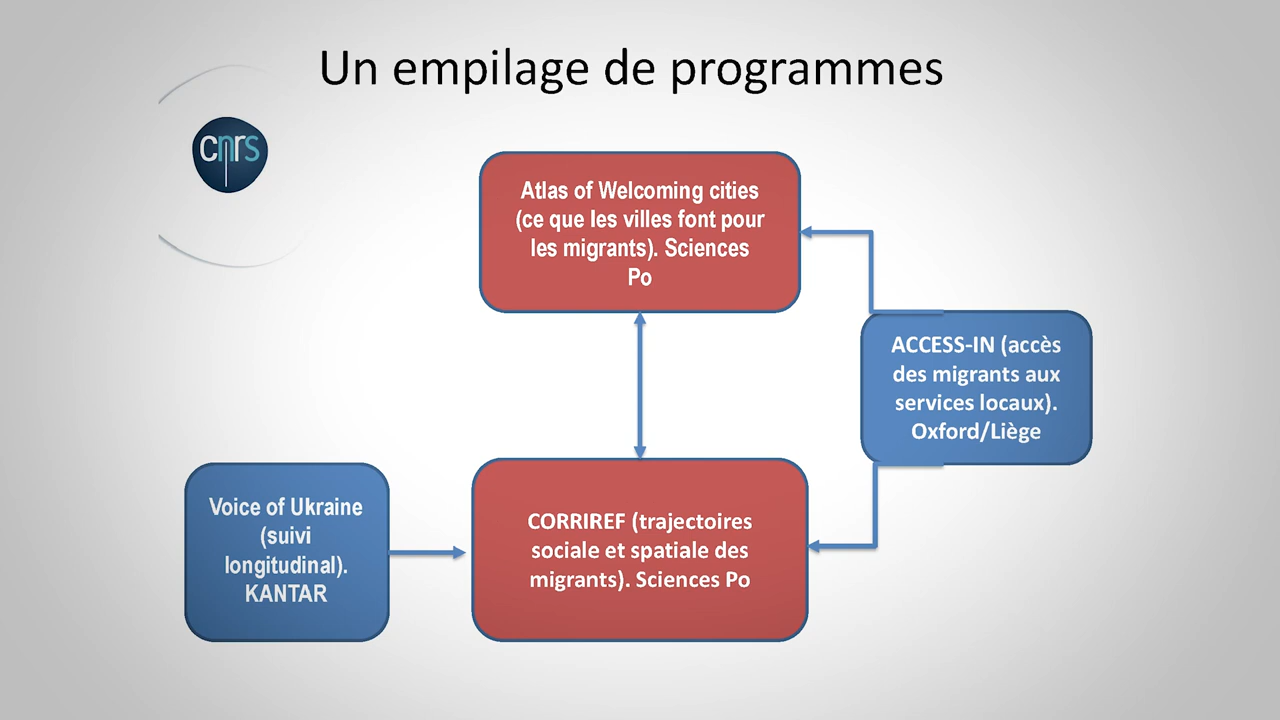 Un empilage de programmes
cnrs
Atlas of Welcoming cities
(ce que les villes font pour
les migrants). Sciences
Po
ACCESS-IN (accès
des migrants aux
services locaux).
Oxford/Liège
Voice of Ukraine
(suivi
longitudinal).
KANTAR
CORRIREF (trajectoires
sociale et spatiale des
migrants). Sciences Po